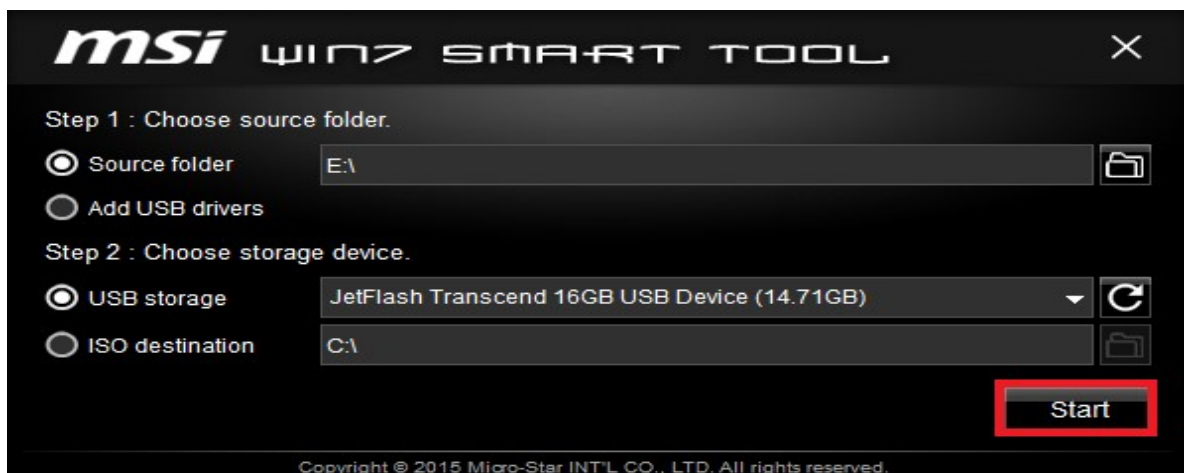 msi WIN7 SMART TOOL
Step 1 : Choose source folder.
Source folder E:\
Add USB drivers
Step 2 : Choose storage device.
USB storage JetFlash Transcend 16GB USB Device (14.71GB)
ISO destination C:\
Start
Copyright © 2015 Micro-Star INT'L CO., LTD. All rights reserved.